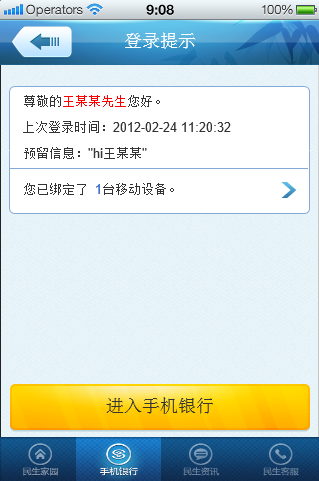 Operators 9:08 100%
登录提示
尊敬的王某某先生您好。
上次登录时间：2012-02-24 11:20:32
预留信息："hi王某某"
您已绑定了 1台移动设备。
进入手机银行
民生家园 手机银行 民生资讯 民生客服